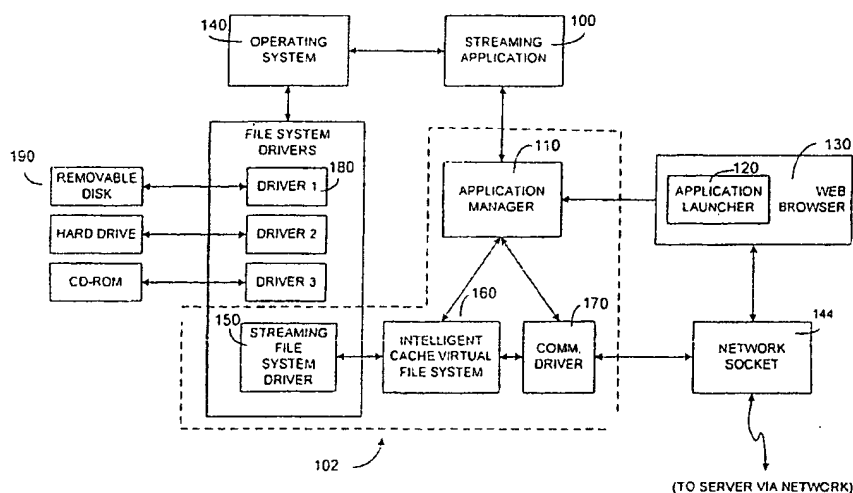 140
OPERATING
SYSTEM
100
STREAMING
APPLICATION
FILE SYSTEM
DRIVERS
190
REMOVABLE
DISK
DRIVER 1
180
HARD DRIVE
DRIVER 2
CD-ROM
DRIVER 3
110
APPLICATION
MANAGER
130
120
APPLICATION
LAUNCHER
WEB
BROWSER
150
STREAMING
FILE
SYSTEM
DRIVER
160
INTELLIGENT
CACHE VIRTUAL
FILE SYSTEM
170
COMM.
DRIVER
144
NETWORK
SOCKET
102
(TO SERVER VIA NETWORK)